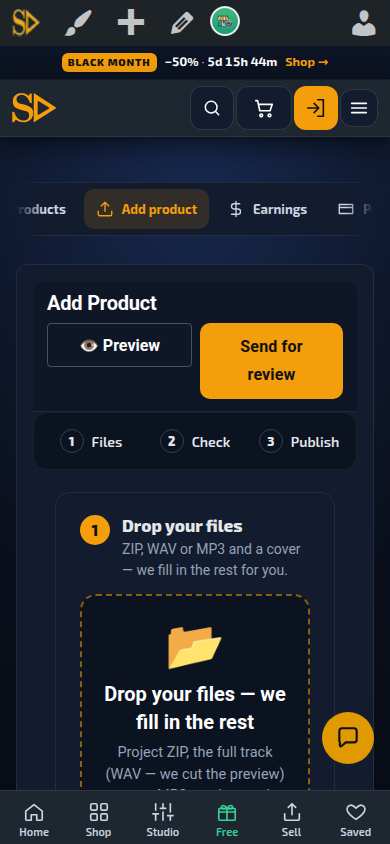 BLACK MONTH −50% · 5d 15h 44m Shop →
roducts Add product Earnings P
Add Product
Preview
Send for
review
1 Files 2 Check 3 Publish
1 Drop your files
ZIP, WAV or MP3 and a cover
— we fill in the rest for you.
Drop your files — we
fill in the rest
Project ZIP, the full track
(WAV — we cut the preview)
Home Shop Studio Free Sell Saved